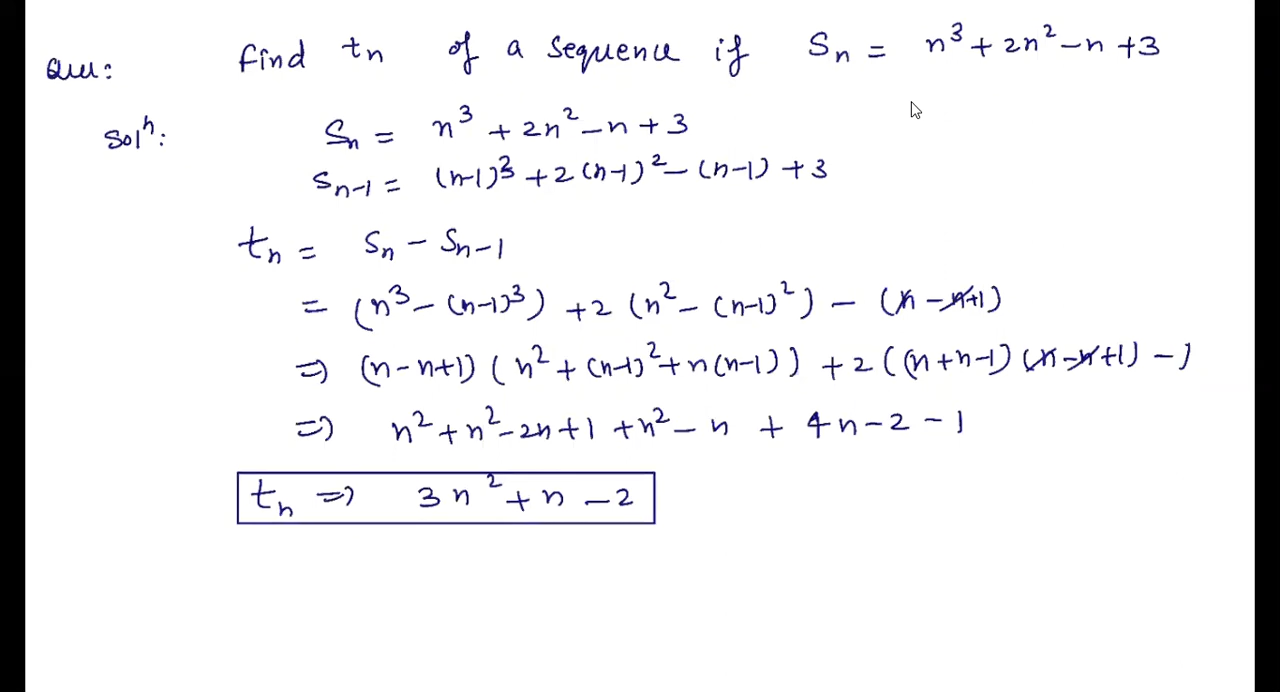 Que: Find tn of a sequence if Sn = n³ + 2n² - n + 3
Solⁿ: Sn = n³ + 2n² - n + 3
Sn-1 = (n-1)³ + 2(n-1)² - (n-1) + 3
tn = Sn - Sn-1
= (n³ - (n-1)³) + 2(n² - (n-1)²) - (n - n+1)
⇒ (n - n+1) (n² + (n-1)² + n(n-1)) + 2((n+n-1) (n-n+1) - 1
⇒ n² + n² - 2n + 1 + n² - n + 4n - 2 - 1
tn ⇒ 3n² + n - 2